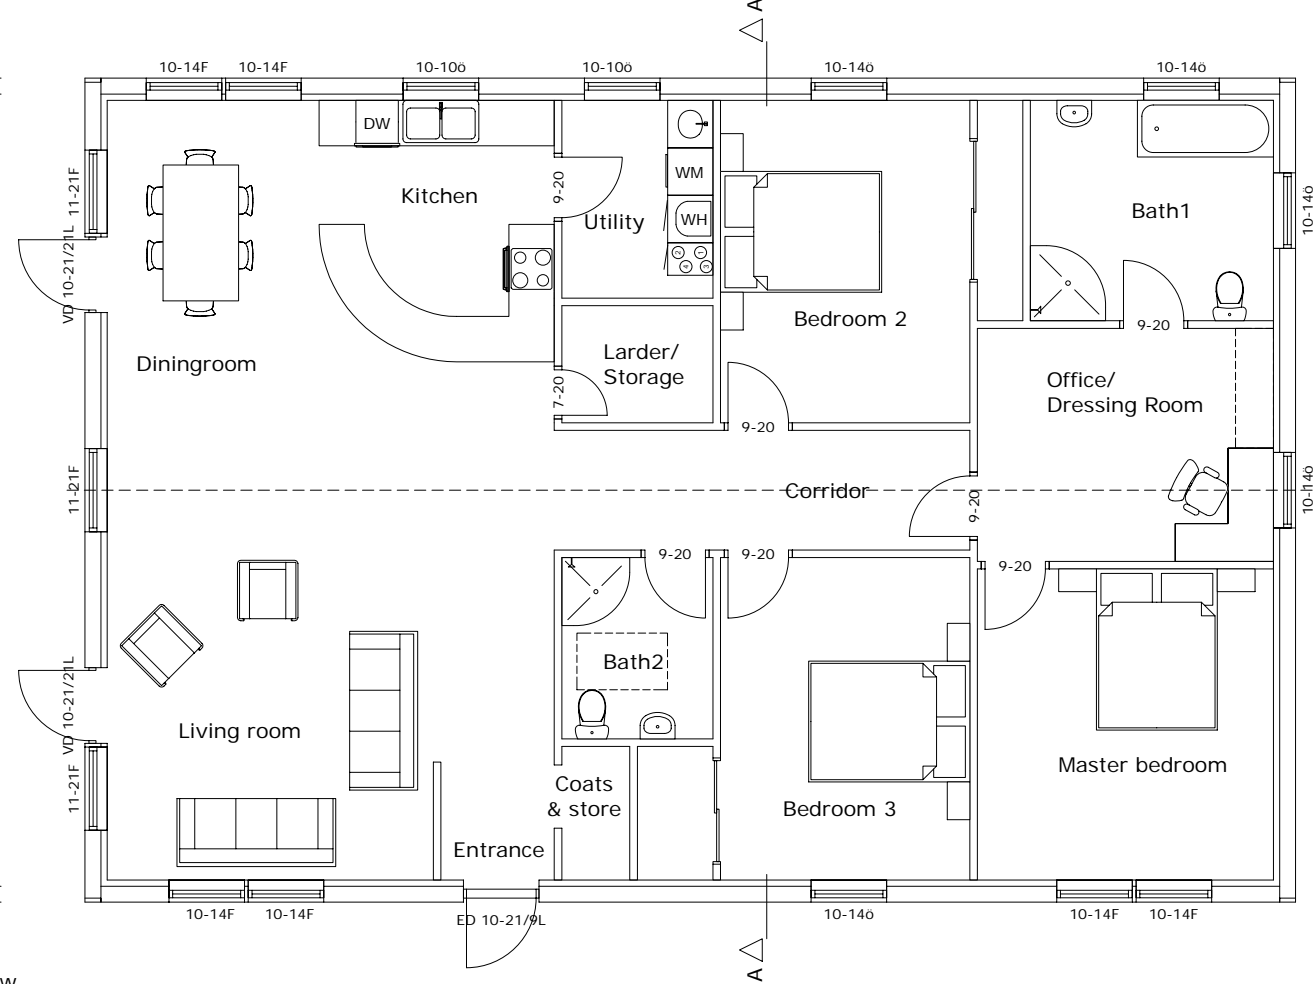 A
10-14F
10-14F
10-10ö
10-10ö
10-14ö
10-14ö
DW
WM
WH
2
1
4
3
Kitchen
9-20
Utility
11-21F
VD 10-21/21L
Bath1
10-14ö
Bedroom 2
9-20
Diningroom
Larder/
Storage
7-20
Office/
Dressing Room
9-20
11-21F
Corridor
9-20
10-14ö
9-20
9-20
9-20
VD 10-21/21L
Bath2
Living room
11-21F
Coats
& store
Master bedroom
Bedroom 3
Entrance
10-14F
10-14F
ED 10-21/9L
10-14ö
10-14F
10-14F
A
w